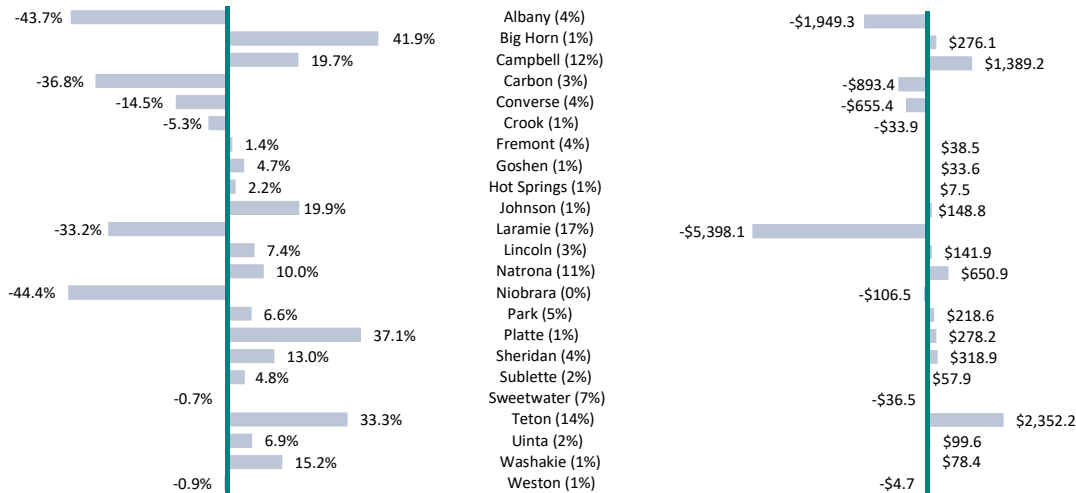 -43.7% Albany (4%) -$1,949.3
41.9% Big Horn (1%) $276.1
19.7% Campbell (12%) $1,389.2
-36.8% Carbon (3%) -$893.4
-14.5% Converse (4%) -$655.4
-5.3% Crook (1%) -$33.9
1.4% Fremont (4%) $38.5
4.7% Goshen (1%) $33.6
2.2% Hot Springs (1%) $7.5
19.9% Johnson (1%) $148.8
-33.2% Laramie (17%) -$5,398.1
7.4% Lincoln (3%) $141.9
10.0% Natrona (11%) $650.9
-44.4% Niobrara (0%) -$106.5
6.6% Park (5%) $218.6
37.1% Platte (1%) $278.2
13.0% Sheridan (4%) $318.9
4.8% Sublette (2%) $57.9
-0.7% Sweetwater (7%) -$36.5
33.3% Teton (14%) $2,352.2
6.9% Uinta (2%) $99.6
15.2% Washakie (1%) $78.4
-0.9% Weston (1%) -$4.7